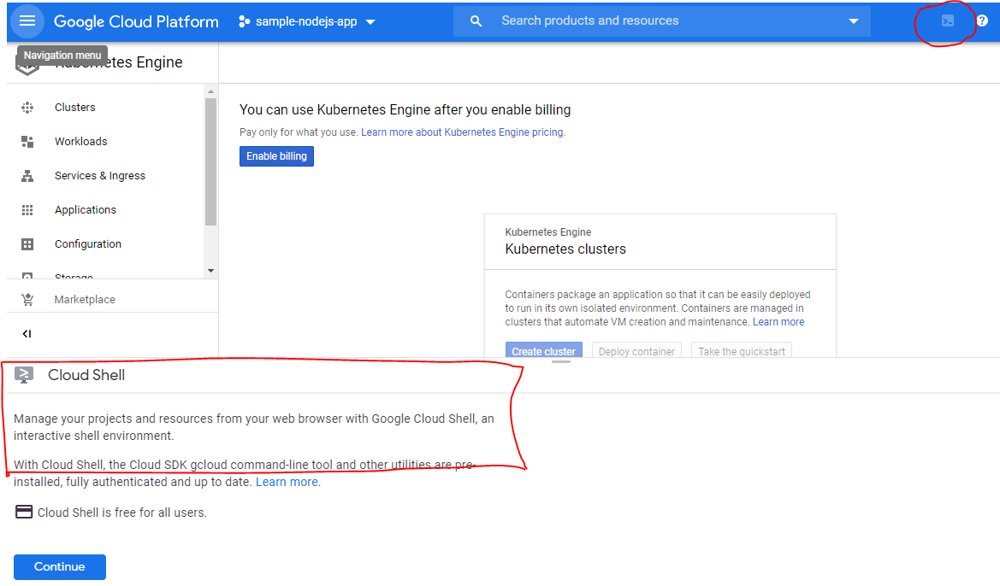 Google Cloud Platform
sample-nodejs-app
Search products and resources
Navigation menu
Kubernetes Engine
Clusters
Workloads
Services & Ingress
Applications
Configuration
Storage
Marketplace
You can use Kubernetes Engine after you enable billing
Pay only for what you use. Learn more about Kubernetes Engine pricing.
Enable billing
Kubernetes Engine
Kubernetes clusters
Containers package an application so that it can be easily deployed
to run in its own isolated environment. Containers are managed in
clusters that automate VM creation and maintenance. Learn more
Create cluster
Deploy container
Take the quickstart
Cloud Shell
Manage your projects and resources from your web browser with Google Cloud Shell, an
interactive shell environment.
With Cloud Shell, the Cloud SDK gcloud command-line tool and other utilities are pre-
installed, fully authenticated and up to date. Learn more.
Cloud Shell is free for all users.
Continue